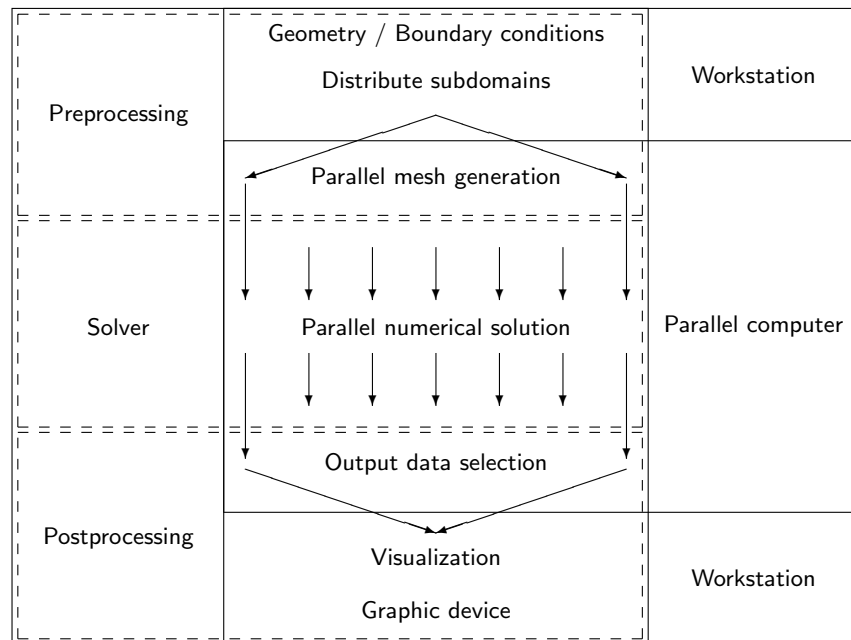 Geometry / Boundary conditions
Distribute subdomains
Workstation
Preprocessing
Parallel mesh generation
Solver
Parallel numerical solution
Parallel computer
Output data selection
Postprocessing
Visualization
Workstation
Graphic device